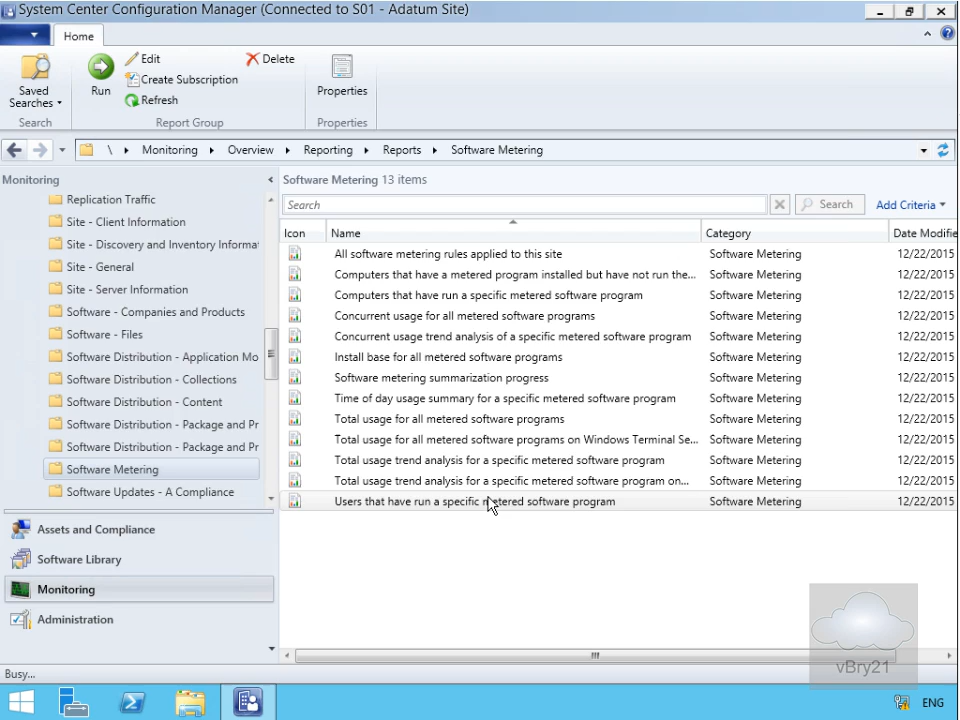 System Center Configuration Manager (Connected to S01 - Adatum Site)
Home
Saved Searches
Run
Edit
Create Subscription
Refresh
Delete
Properties
Search
Report Group
Properties
\ Monitoring Overview Reporting Reports Software Metering
Monitoring
Replication Traffic
Site - Client Information
Site - Discovery and Inventory Informa
Site - General
Site - Server Information
Software - Companies and Products
Software - Files
Software Distribution - Application Mo
Software Distribution - Collections
Software Distribution - Content
Software Distribution - Package and Pr
Software Distribution - Package and Pr
Software Metering
Software Updates - A Compliance
Assets and Compliance
Software Library
Monitoring
Administration
Software Metering 13 items
Search Search Add Criteria
Icon Name Category Date Modifie
All software metering rules applied to this site Software Metering 12/22/2015
Computers that have a metered program installed but have not run the... Software Metering 12/22/2015
Computers that have run a specific metered software program Software Metering 12/22/2015
Concurrent usage for all metered software programs Software Metering 12/22/2015
Concurrent usage trend analysis of a specific metered software program Software Metering 12/22/2015
Install base for all metered software programs Software Metering 12/22/2015
Software metering summarization progress Software Metering 12/22/2015
Time of day usage summary for a specific metered software program Software Metering 12/22/2015
Total usage for all metered software programs Software Metering 12/22/2015
Total usage for all metered software programs on Windows Terminal Se... Software Metering 12/22/2015
Total usage trend analysis for a specific metered software program Software Metering 12/22/2015
Total usage trend analysis for a specific metered software program on... Software Metering 12/22/2015
Users that have run a specific metered software program Software Metering 12/22/2015
vBry21
Busy...
ENG